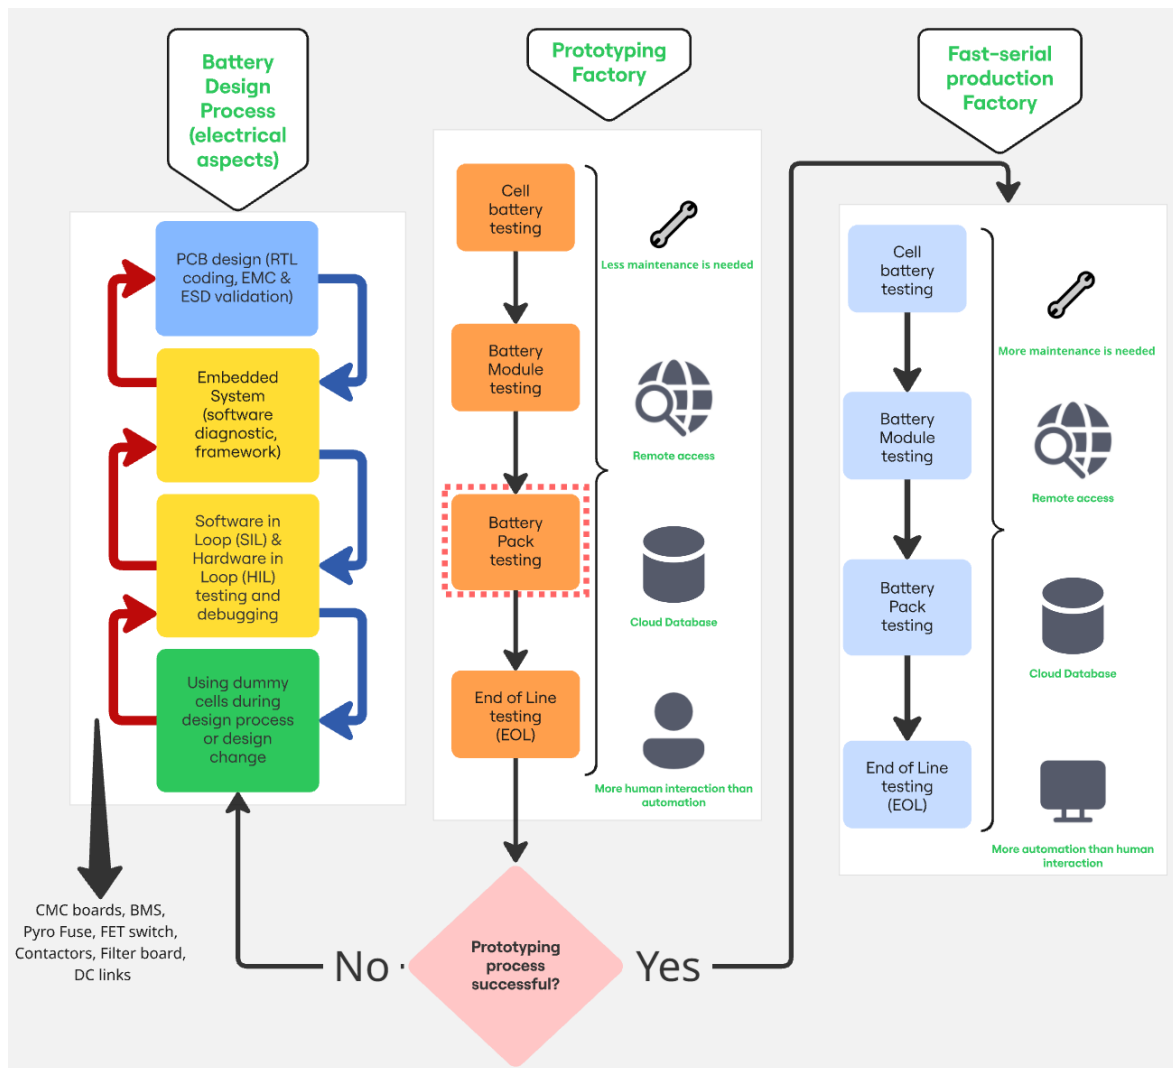 Battery
Design
Process
(electrical
aspects)
PCB design (RTL
coding, EMC &
ESD validation)
Embedded
System
(software
diagnostic,
framework)
Software in
Loop (SIL) &
Hardware in
Loop (HIL)
testing and
debugging
Using dummy
cells during
design process
or design
change
CMC boards, BMS,
Pyro Fuse, FET switch,
Contactors, Filter board,
DC links
Prototyping
Factory
Cell
battery
testing
Battery
Module
testing
Battery
Pack
testing
End of Line
testing
(EOL)
Less maintenance is needed
Remote access
Cloud Database
More human interaction than
automation
No
Prototyping
process
successful?
Yes
Fast-serial
production
Factory
Cell
battery
testing
Battery
Module
testing
Battery
Pack
testing
End of Line
testing
(EOL)
More maintenance is needed
Remote access
Cloud Database
More automation than human
interaction